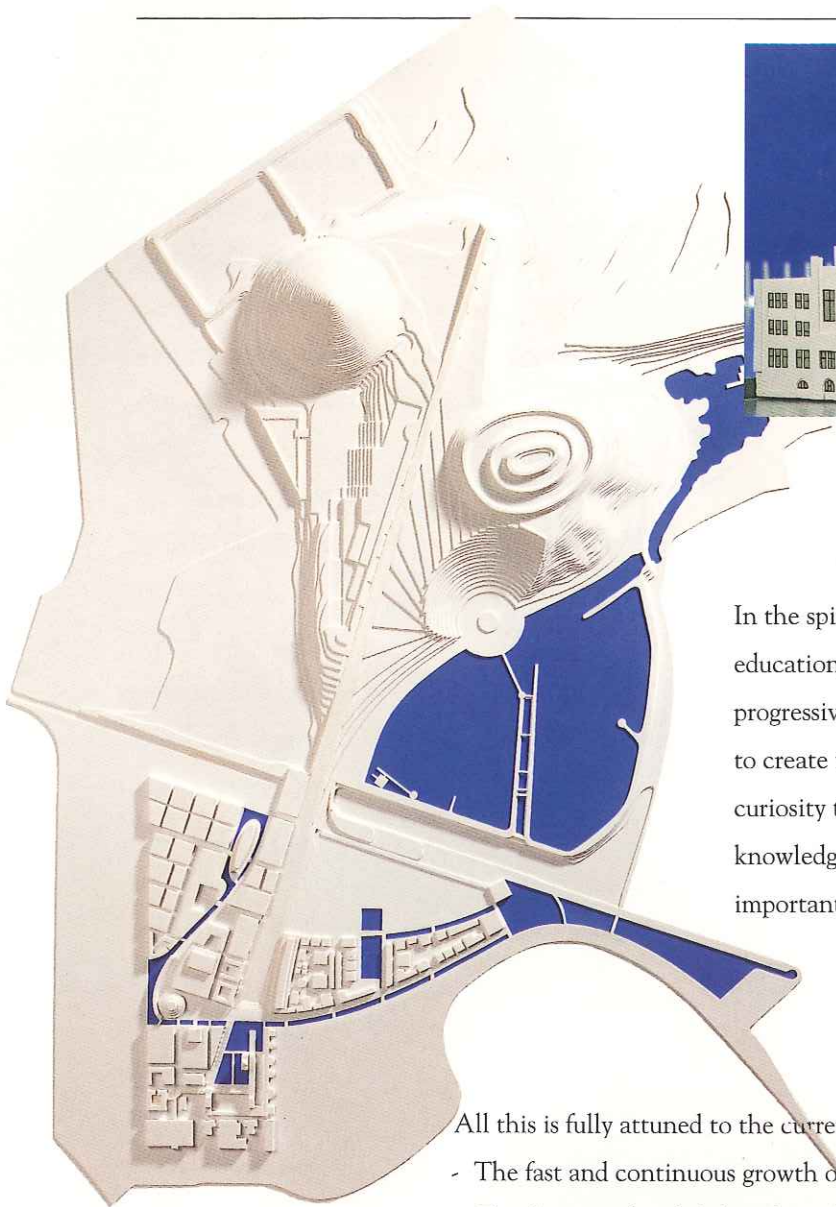 In the spi
education
progressiv
to create
curiosity t
knowledg
important
All this is fully attuned to the curre
- The fast and continuous growth o